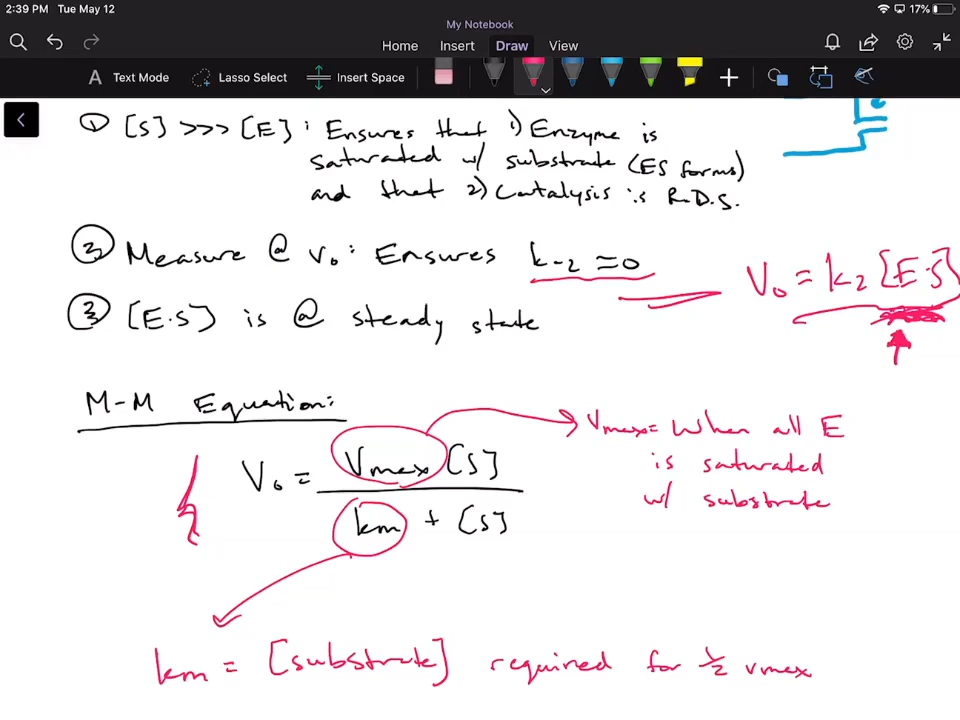 2:39 PM Tue May 12
17%
My Notebook
Home Insert Draw View
A Text Mode Lasso Select Insert Space
① [S] >>> [E] : Ensures that 1) Enzyme is
saturated w/ substrate (ES forms)
and that 2) Catalysis is R.D.S.
② Measure @ V₀: Ensures k-2 ≈ 0
V₀ = k₂ [E·S]
③ [E·S] is @ steady state
M-M Equation:
V₀ = Vmax [S]
km + [S]
Vmax = When all E
is saturated
w/ substrate
km = [substrate] required for ½ vmax